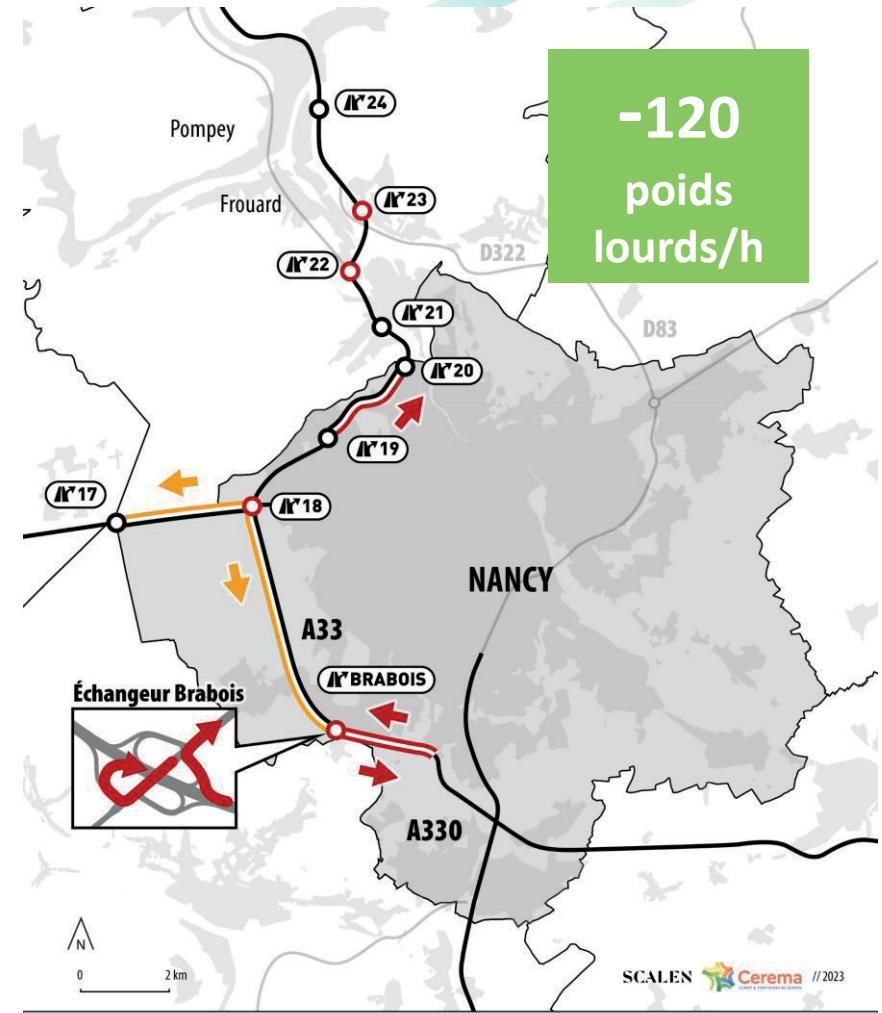 -120
poids
lourds/h
24
Pompey
23
Frouard
D322
22
21
D83
20
19
17
18
NANCY
A33
BRABOIS
Échangeur Brabois
A330
N
0 2 km
SCALEN Cerema // 2023